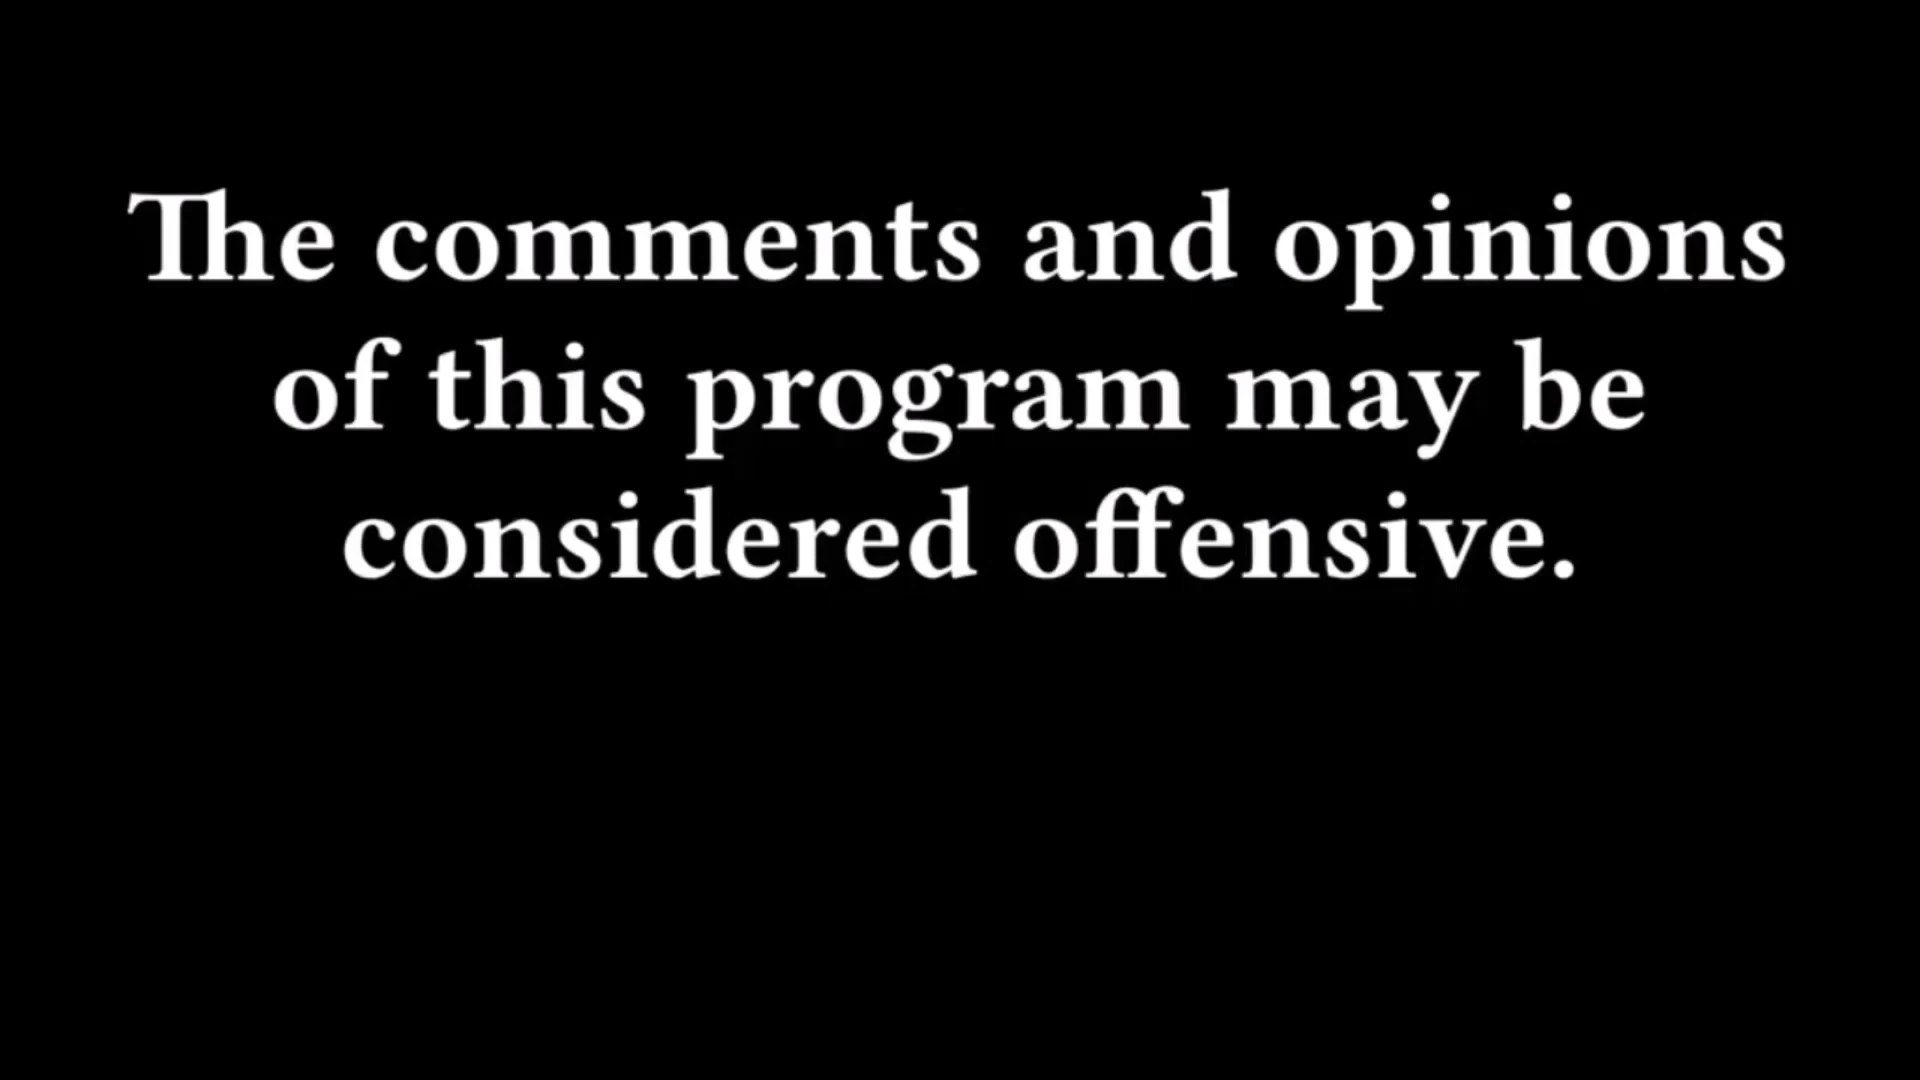 The comments and opinions
of this program may be
considered offensive.